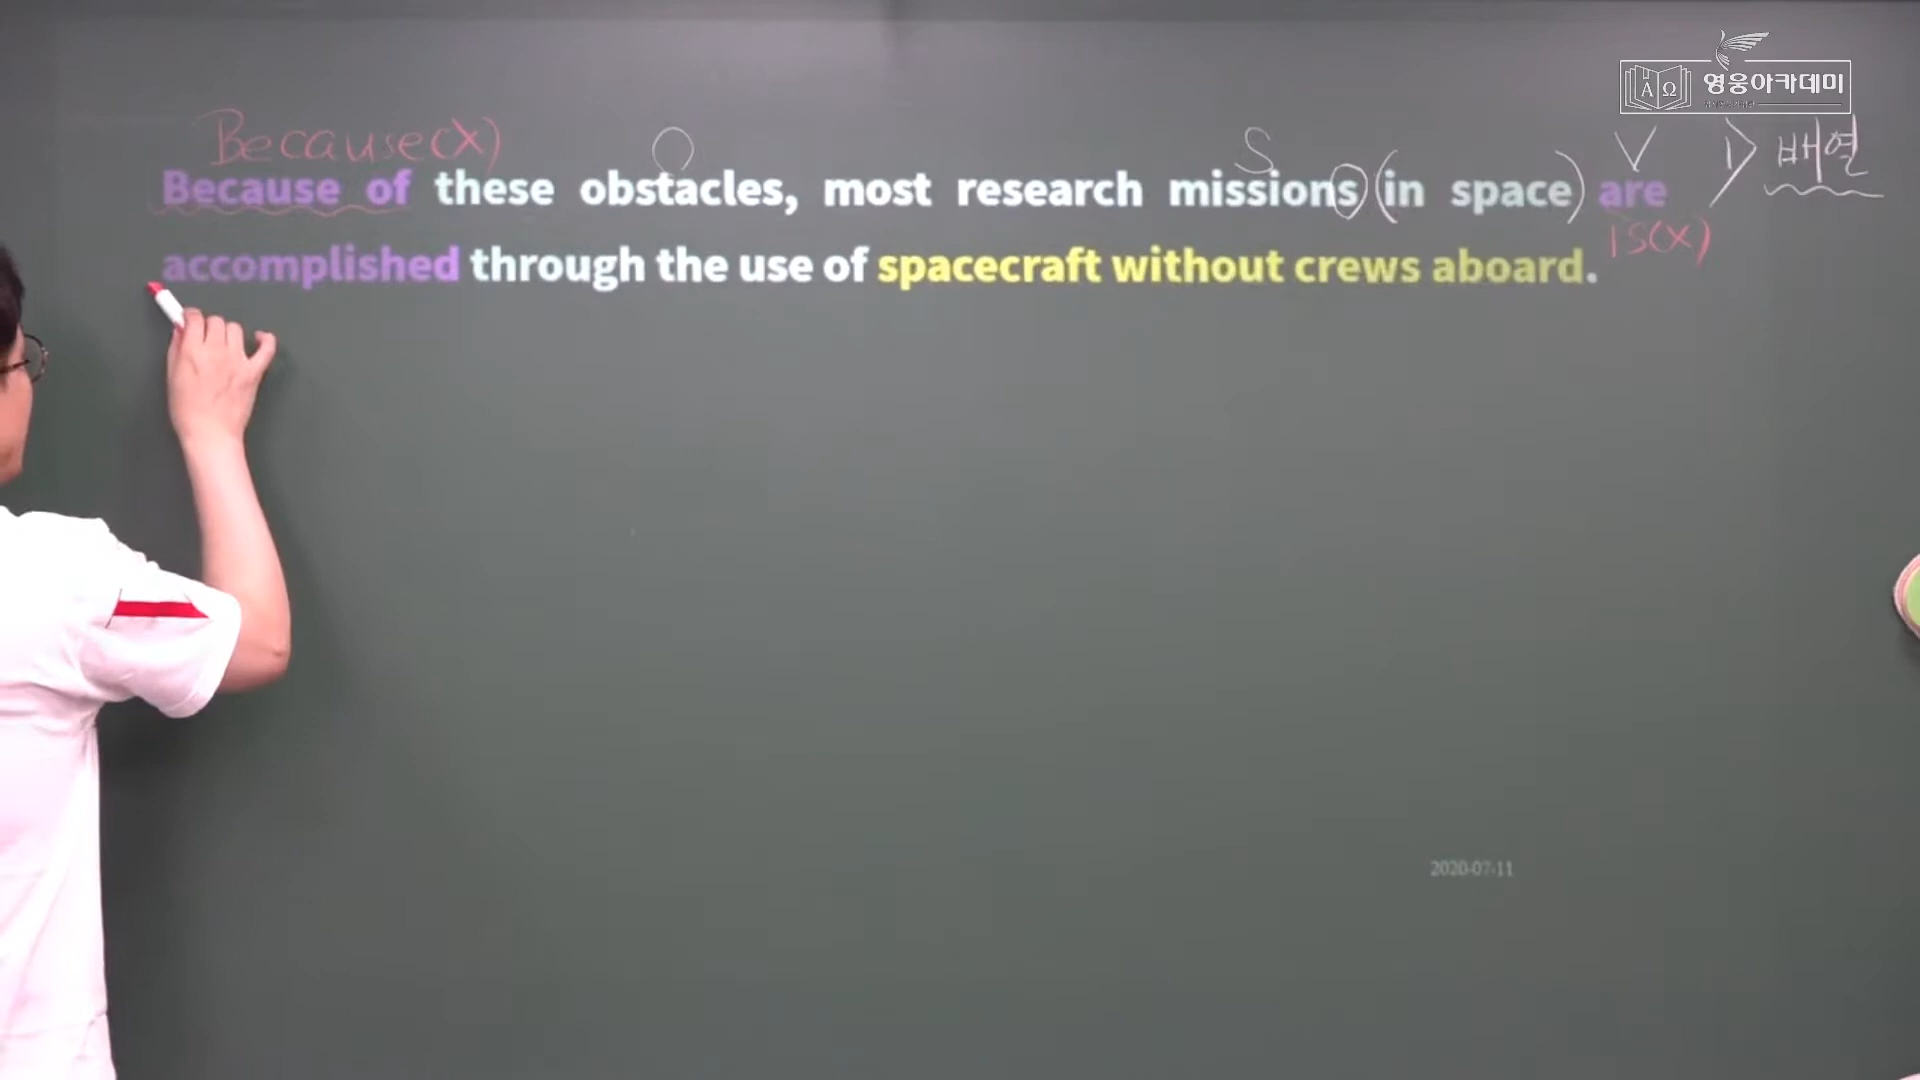 영웅아카데미
Because(X) O S V 1) 배열
Because of these obstacles, most research missions (in space) are
is(X)
accomplished through the use of spacecraft without crews aboard.
2020-07-11